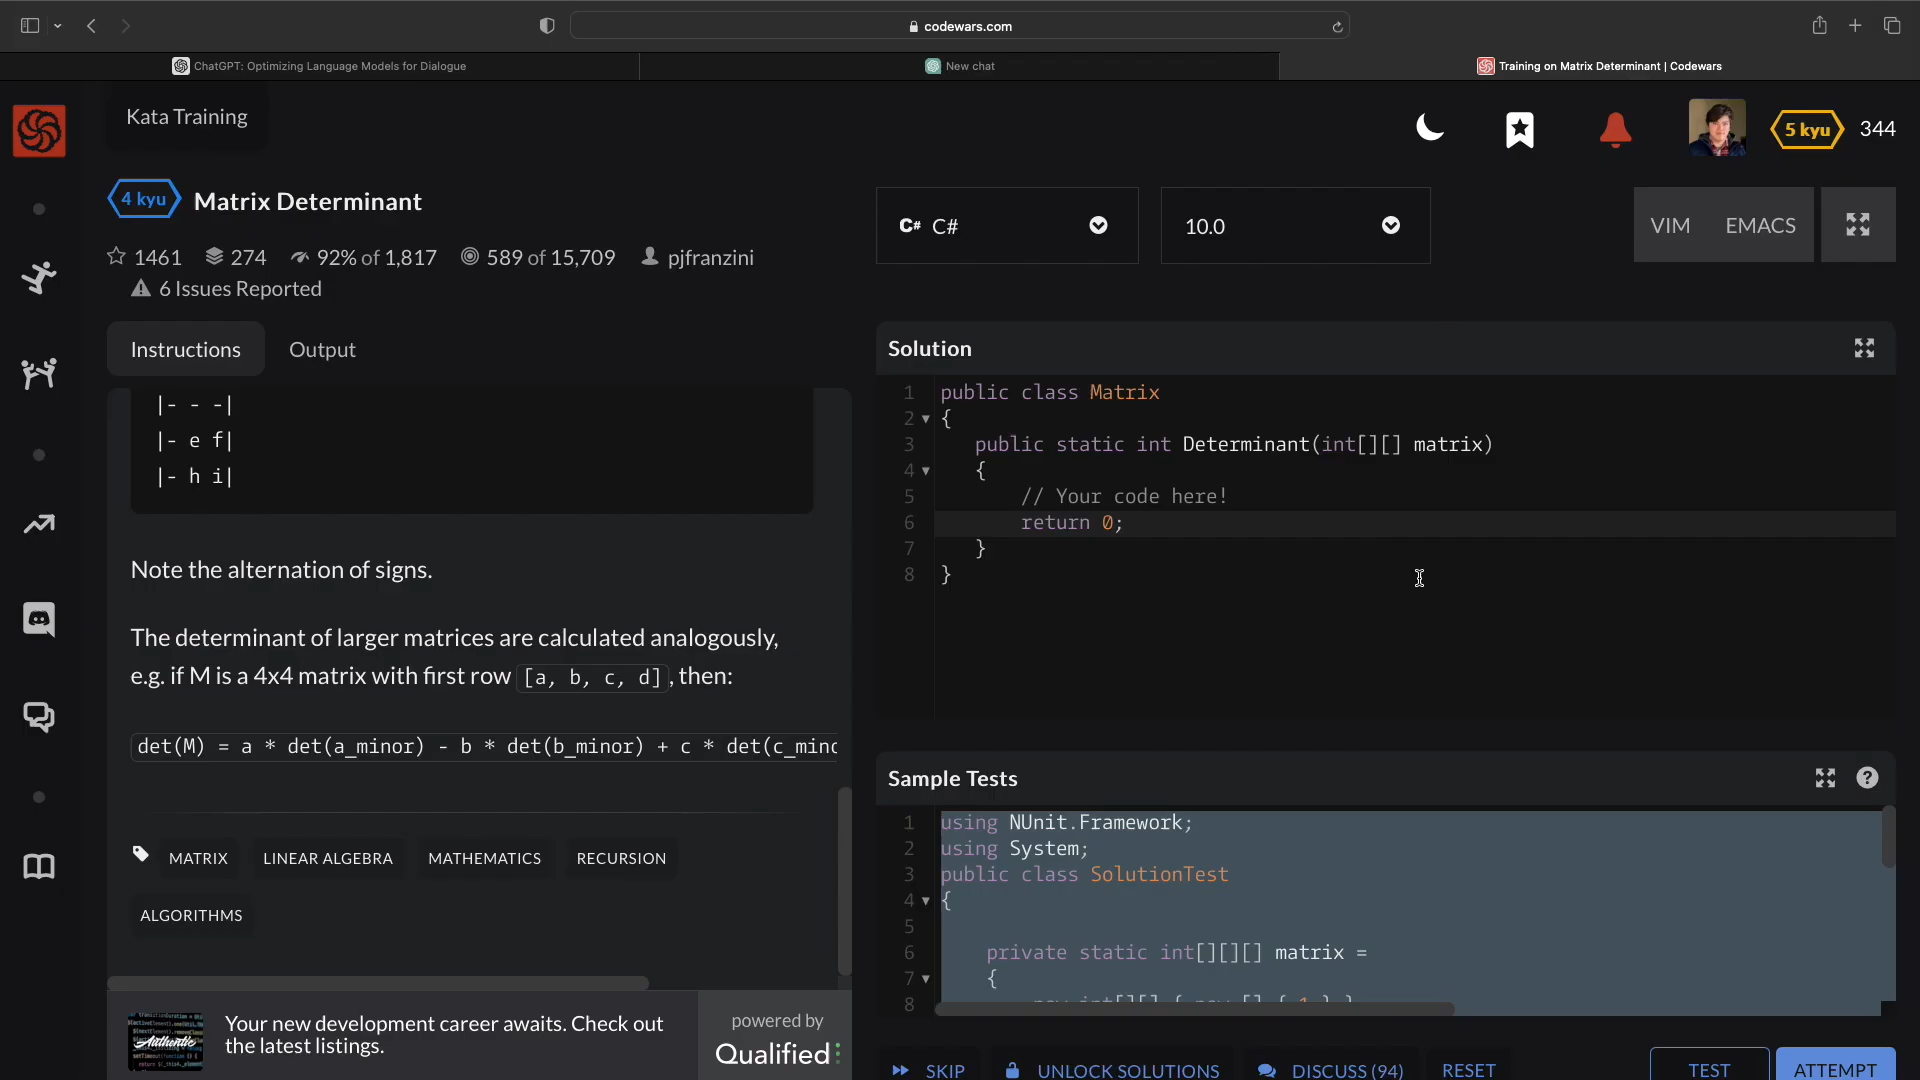 codewars.com
ChatGPT: Optimizing Language Models for Dialogue
New chat
Training on Matrix Determinant | Codewars
Kata Training
5 kyu
344
4 kyu
Matrix Determinant
1461
274
92% of 1,817
589 of 15,709
pjfranzini
6 Issues Reported
C# C#
10.0
VIM
EMACS
Instructions
Output
|- - -|
|- e f|
|- h i|
Note the alternation of signs.
The determinant of larger matrices are calculated analogously,
e.g. if M is a 4x4 matrix with first row [a, b, c, d], then:
det(M) = a * det(a_minor) - b * det(b_minor) + c * det(c_mino
MATRIX
LINEAR ALGEBRA
MATHEMATICS
RECURSION
ALGORITHMS
Authentic
Your new development career awaits. Check out
the latest listings.
powered by
Qualified
Solution
1 public class Matrix
2 {
3 public static int Determinant(int[][] matrix)
4 {
5 // Your code here!
6 return 0;
7 }
8 }
Sample Tests
1 using NUnit.Framework;
2 using System;
3 public class SolutionTest
4 {
5
6 private static int[][][] matrix =
7 {
8 new int[][] { new [] { 1 } }
SKIP
UNLOCK SOLUTIONS
DISCUSS (94)
RESET
TEST
ATTEMPT